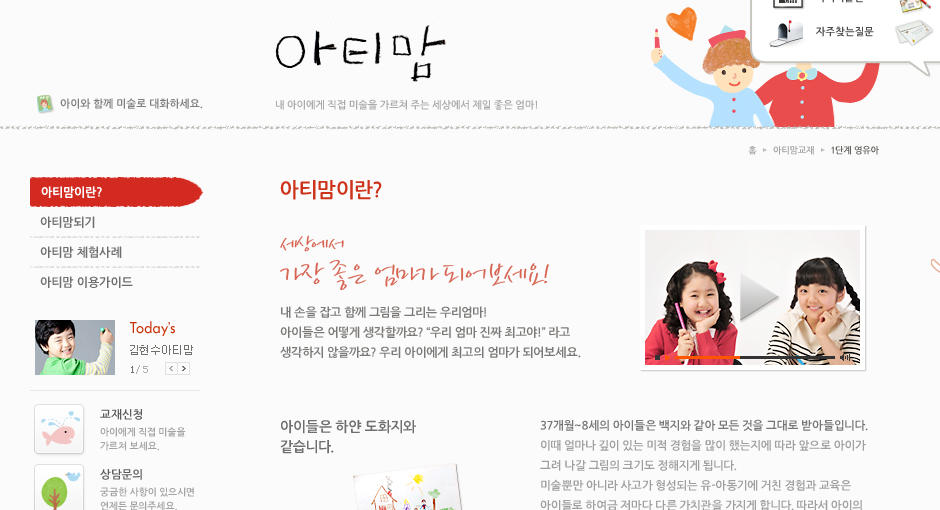 자주찾는질문
아티맘
아이와 함께 미술로 대화하세요.
내 아이에게 직접 미술을 가르쳐 주는 세상에서 제일 좋은 엄마!
홈 ▸ 아티맘교재 ▸ 1단계 영유아
아티맘이란?
아티맘되기
아티맘 체험사례
아티맘 이용가이드
Today's
김현수아티맘
1/ 5
교재신청
아이에게 직접 미술을
가르쳐 보세요.
상담문의
궁금한 사항이 있으시면
언제든 문의주세요.
아티맘이란?
세상에서
가장 좋은 엄마가 되어보세요!
내 손을 잡고 함께 그림을 그리는 우리엄마!
아이들은 어떻게 생각할까요? “우리 엄마 진짜 최고야!” 라고
생각하지 않을까요? 우리 아이에게 최고의 엄마가 되어보세요.
아이들은 하얀 도화지와
같습니다.
37개월~8세의 아이들은 백지와 같아 모든 것을 그대로 받아들입니다.
이때 얼마나 깊이 있는 미적 경험을 많이 했는지에 따라 앞으로 아이가
그려 나갈 그림의 크기도 정해지게 됩니다.
미술뿐만 아니라 사고가 형성되는 유-아동기에 거친 경험과 교육은
아이들로 하여금 저마다 다른 가치관을 가지게 합니다. 따라서 아이의